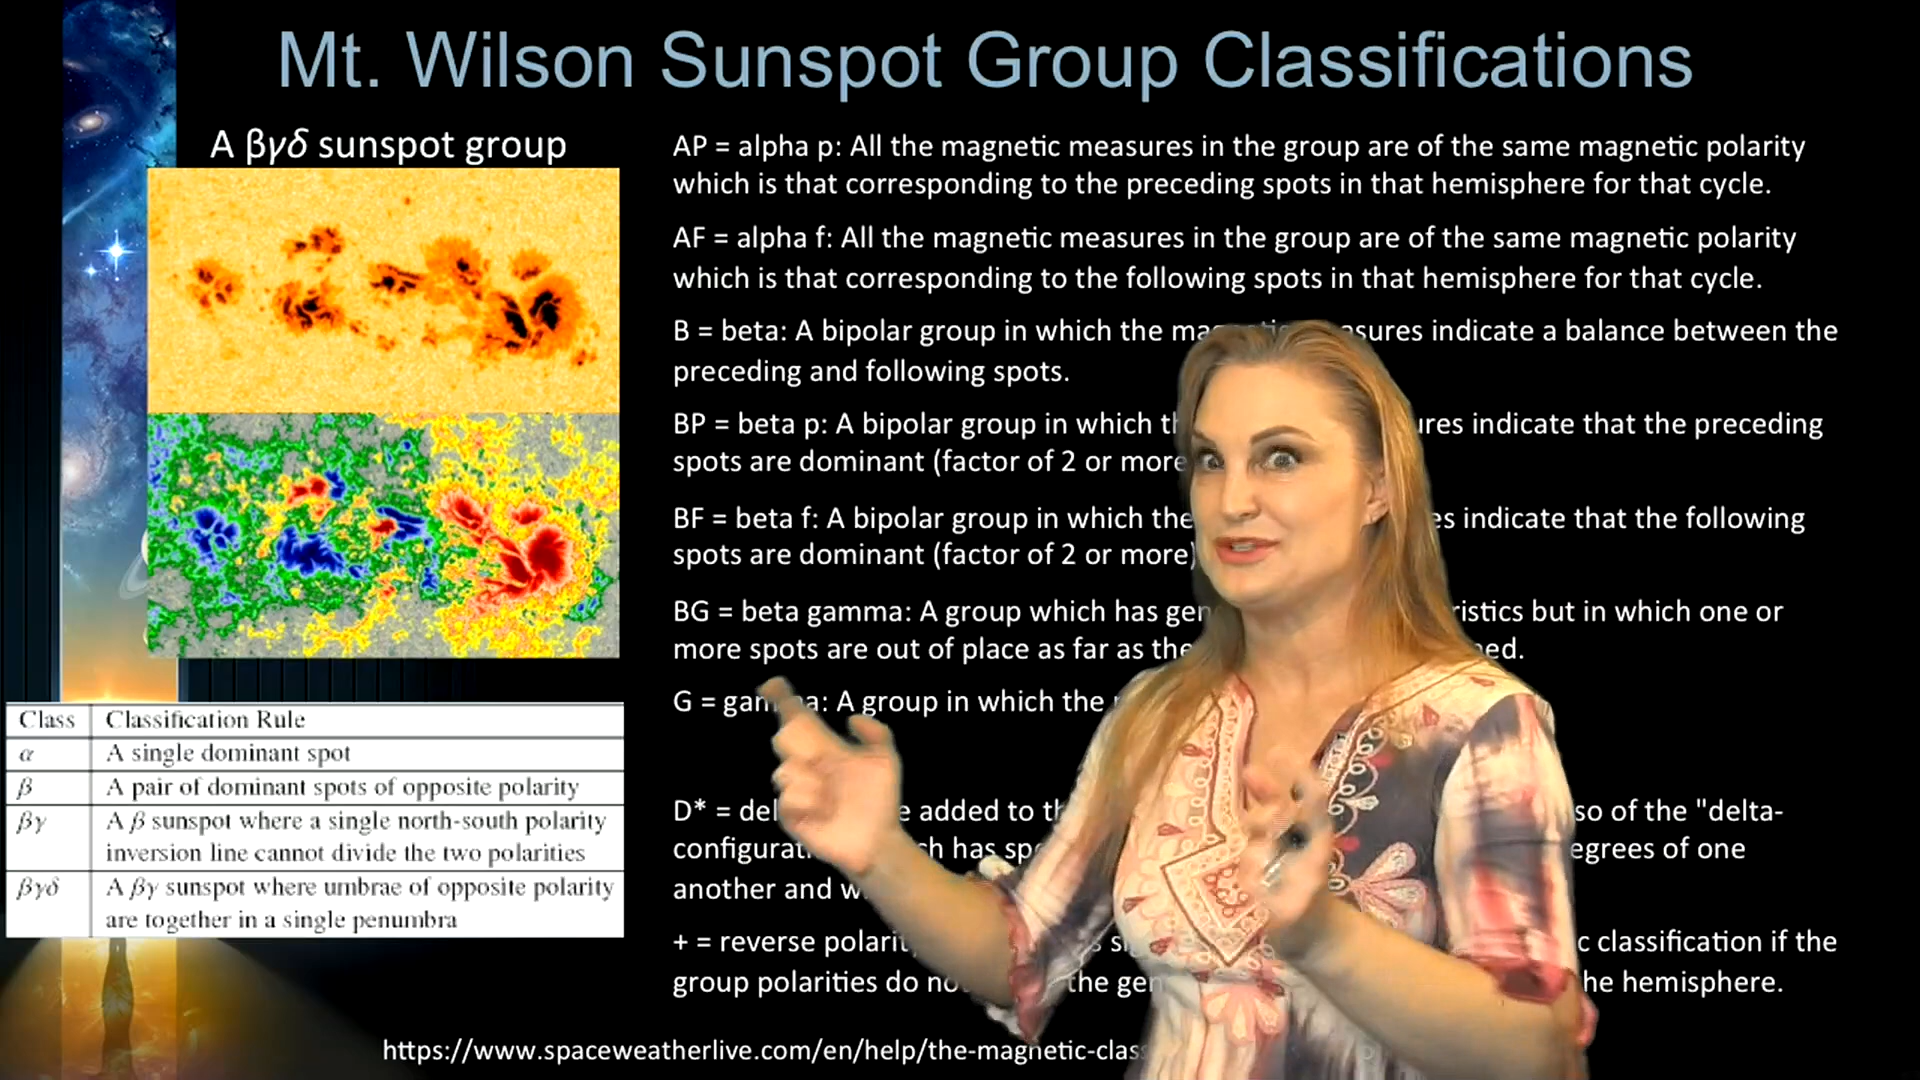 Mt. Wilson Sunspot Group Classifications
A βγδ sunspot group
AP = alpha p: All the magnetic measures in the group are of the same magnetic polarity
which is that corresponding to the preceding spots in that hemisphere for that cycle.
AF = alpha f: All the magnetic measures in the group are of the same magnetic polarity
which is that corresponding to the following spots in that hemisphere for that cycle.
B = beta: A bipolar group in which the indicate a balance between the
preceding and following spots.
BP = beta p: A bipolar group in which indicate that the preceding
spots are dominant (factor of 2 or more
BF = beta f: A bipolar group in which the indicate that the following
spots are dominant (factor of 2 or more)
BG = beta gamma: A group which has but in which one or
more spots are out of place as far as the
G = A group in which the
D* = added to so of the "delta-
has
another and
+ = reverse classification if the
group polarities do the hemisphere.
Class Classification Rule
α A single dominant spot
β A pair of dominant spots of opposite polarity
βγ A β sunspot where a single north-south polarity
inversion line cannot divide the two polarities
βγδ A βγ sunspot where umbrae of opposite polarity
are together in a single penumbra
https://www.spaceweatherlive.com/en/help/the-magnetic-clas